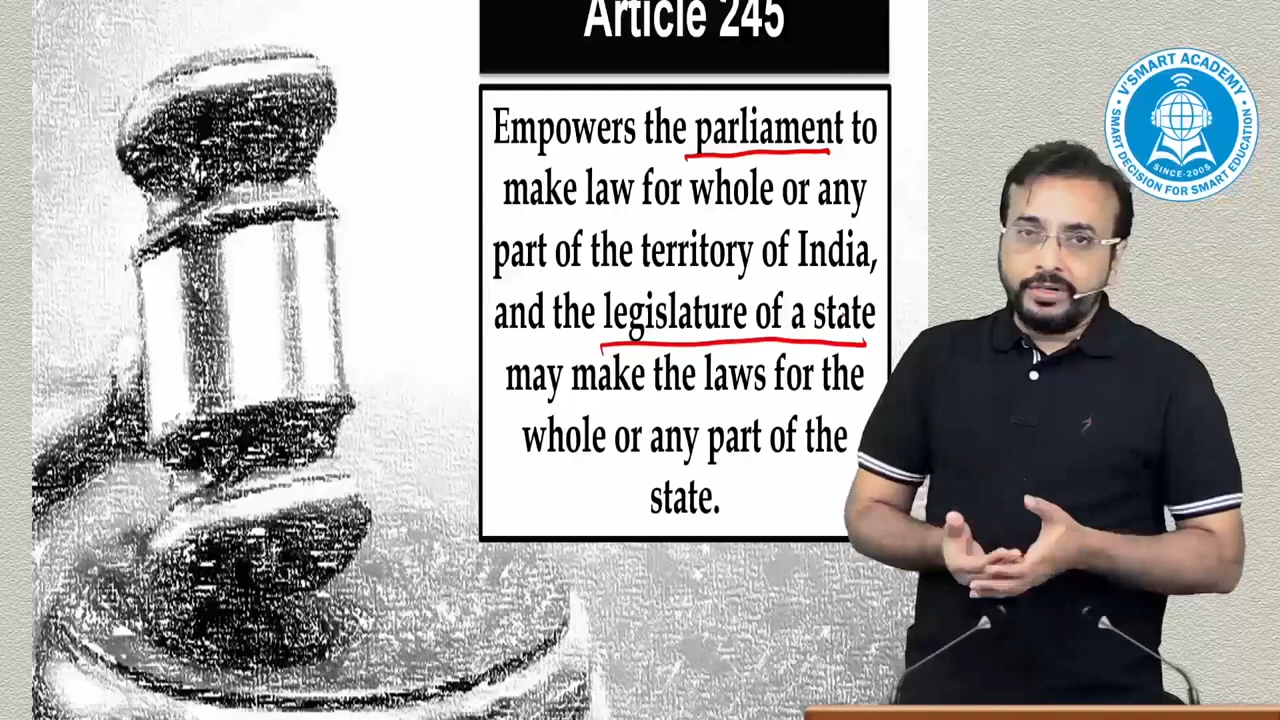 Article 245
Empowers the parliament to
make law for whole or any
part of the territory of India,
and the legislature of a state
may make the laws for the
whole or any part of the
state.
V'SMART ACADEMY
SMART DECISION FOR SMART EDUCATION
SINCE-2005